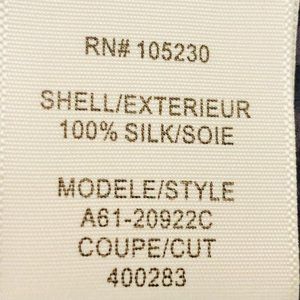 RN# 105230
SHELL/EXTERIEUR
100% SILK/SOIE
MODELE/STYLE
A61-20922C
COUPE/CUT
400283